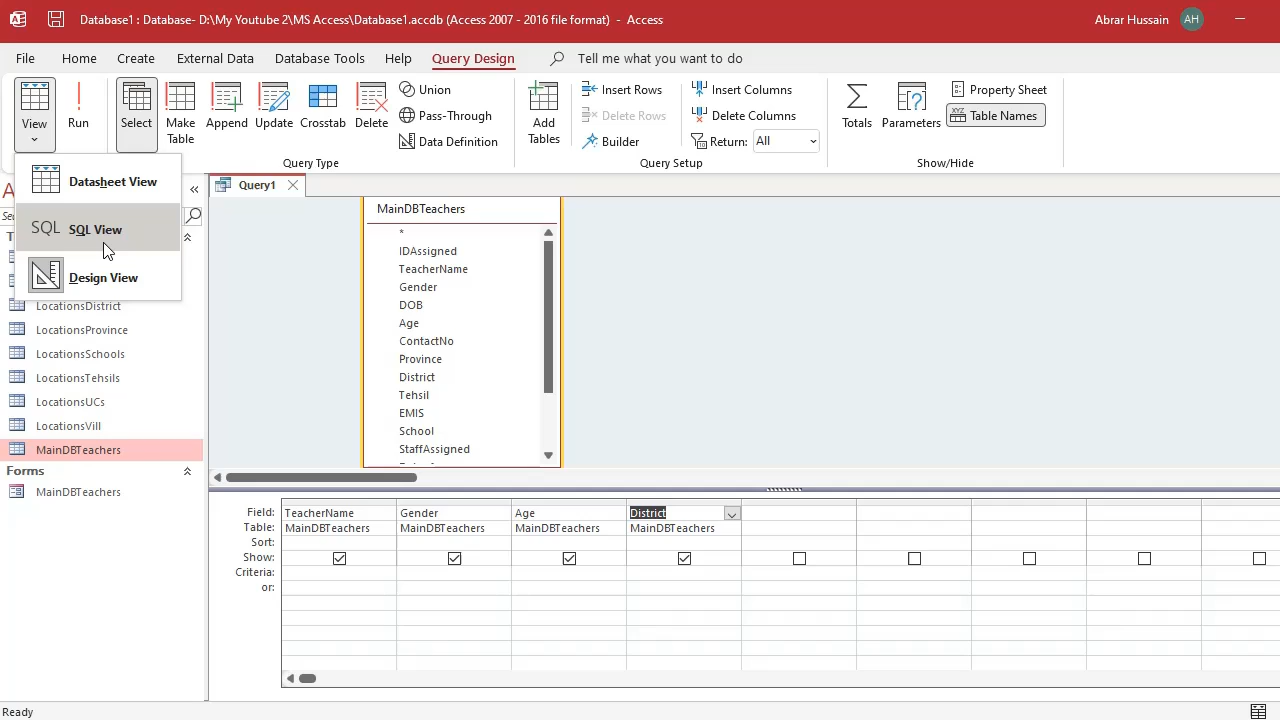 Database1 : Database- D:\My Youtube 2\MS Access\Database1.accdb (Access 2007 - 2016 file format) - Access
Abrar Hussain
AH
File
Home
Create
External Data
Database Tools
Help
Query Design
Tell me what you want to do
View
Run
Select
Make Table
Append
Update
Crosstab
Delete
Union
Pass-Through
Data Definition
Query Type
Add Tables
Insert Rows
Delete Rows
Builder
Insert Columns
Delete Columns
Return: All
Query Setup
Totals
Parameters
Property Sheet
XYZ
Table Names
Show/Hide
Datasheet View
SQL SQL View
Design View
LocationsDistrict
LocationsProvince
LocationsSchools
LocationsTehsils
LocationsUCs
LocationsVill
MainDBTeachers
Forms
MainDBTeachers
Query1
MainDBTeachers
*
IDAssigned
TeacherName
Gender
DOB
Age
ContactNo
Province
District
Tehsil
EMIS
School
StaffAssigned
Field: TeacherName Gender Age District
Table: MainDBTeachers MainDBTeachers MainDBTeachers MainDBTeachers
Sort:
Show:
Criteria:
or:
Ready